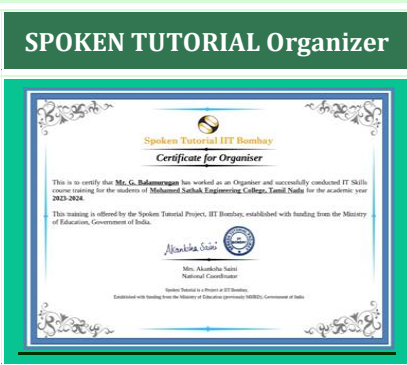 SPOKEN TUTORIAL Organizer
Spoken Tutorial IIT Bombay
Certificate for Organiser
This is to certify that Mr. G. Balamurugan has worked as an Organiser and successfully conducted IT Skills
course training for the students of Mohamed Sathak Engineering College, Tamil Nadu for the academic year
2023-2024.
This training is offered by the Spoken Tutorial Project, IIT Bombay, established with funding from the Ministry
of Education, Government of India.
Akanksha Saini
Mrs. Akanksha Saini
National Coordinator
Spoken Tutorial is a Project at IIT Bombay,
Established with funding from the Ministry of Education (previously MHRD), Government of India